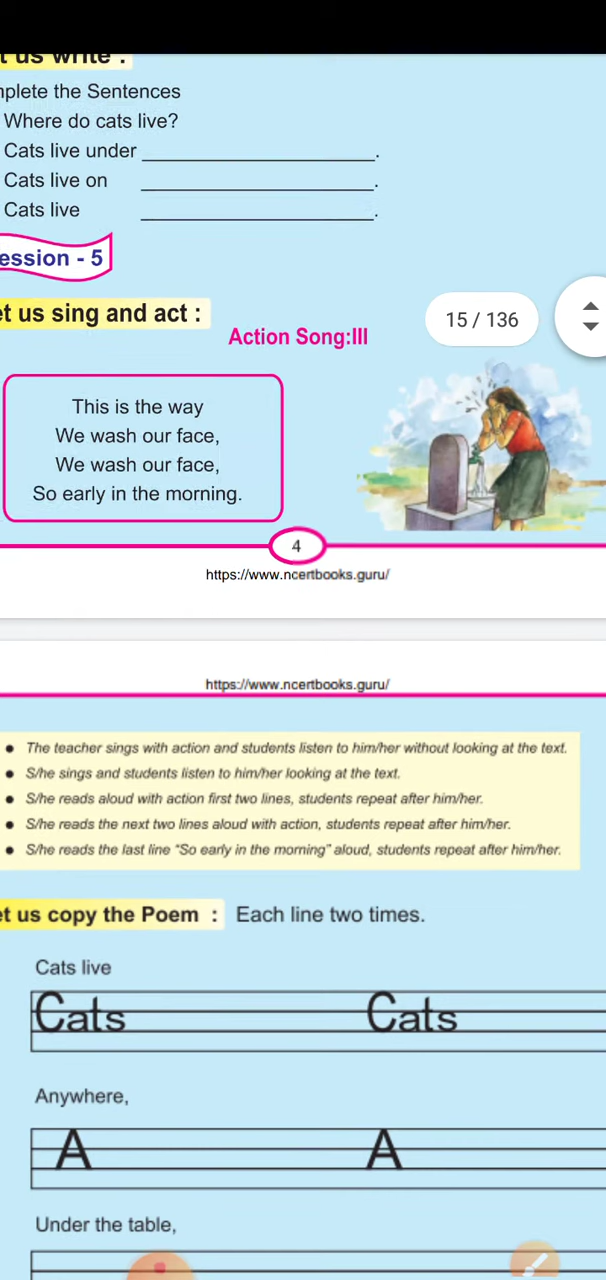 t us write :
mplete the Sentences
Where do cats live?
Cats live under ________________.
Cats live on ________________.
Cats live ________________.
ession - 5
et us sing and act :
15 / 136
Action Song:III
This is the way
We wash our face,
We wash our face,
So early in the morning.
4
https://www.ncertbooks.guru/
https://www.ncertbooks.guru/
● The teacher sings with action and students listen to him/her without looking at the text.
● S/he sings and students listen to him/her looking at the text.
● S/he reads aloud with action first two lines, students repeat after him/her.
● S/he reads the next two lines aloud with action, students repeat after him/her.
● S/he reads the last line “So early in the morning” aloud, students repeat after him/her.
et us copy the Poem : Each line two times.
Cats live
Cats Cats
Anywhere,
A A
Under the table,